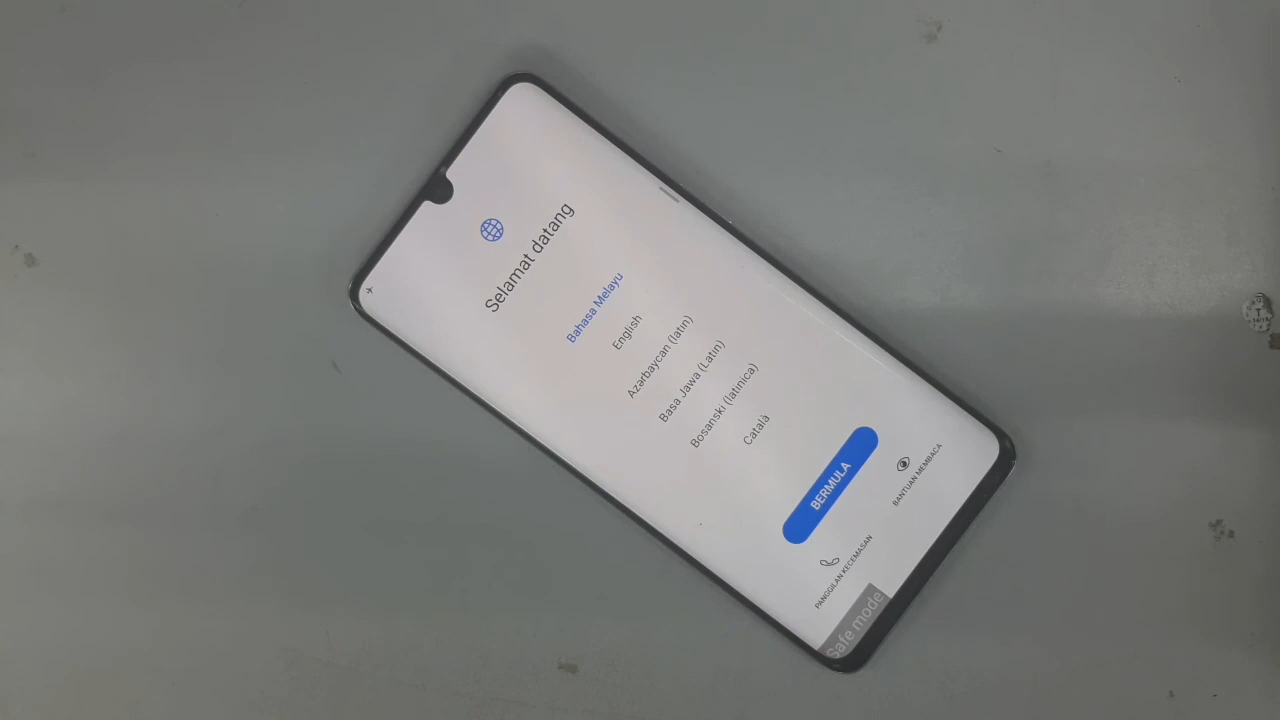 Selamat datang
Bahasa Melayu
English
Azərbaycan (latın)
Basa Jawa (Latin)
Bosanski (latinica)
Català
BERMULA
PANGGILAN KECEMASAN
BANTUAN MEMBACA
Safe mode